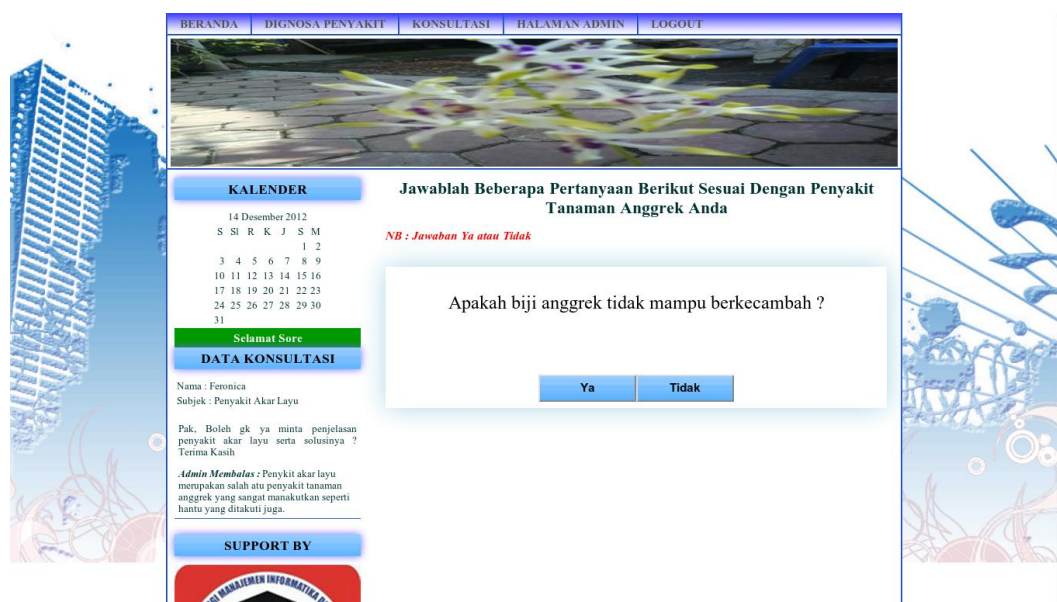 BERANDA DIGNOSA PENYAKIT KONSULTASI HALAMAN ADMIN LOGOUT
KALENDER
14 Desember 2012
S Sl R K J S M
1 2
3 4 5 6 7 8 9
10 11 12 13 14 15 16
17 18 19 20 21 22 23
24 25 26 27 28 29 30
31
Selamat Sore
DATA KONSULTASI
Nama : Feronica
Subjek : Penyakit Akar Layu
Pak, Boleh gk ya minta penjelasan
penyakit akar layu serta solusinya ?
Terima Kasih
Admin Membalas : Penykit akar layu
merupakan salah atu penyakit tanaman
anggrek yang sangat manakutkan seperti
hantu yang ditakuti juga.
SUPPORT BY
MANAJEMEN INFORMATIKA
Jawablah Beberapa Pertanyaan Berikut Sesuai Dengan Penyakit
Tanaman Anggrek Anda
NB : Jawaban Ya atau Tidak
Apakah biji anggrek tidak mampu berkecambah ?
Ya Tidak